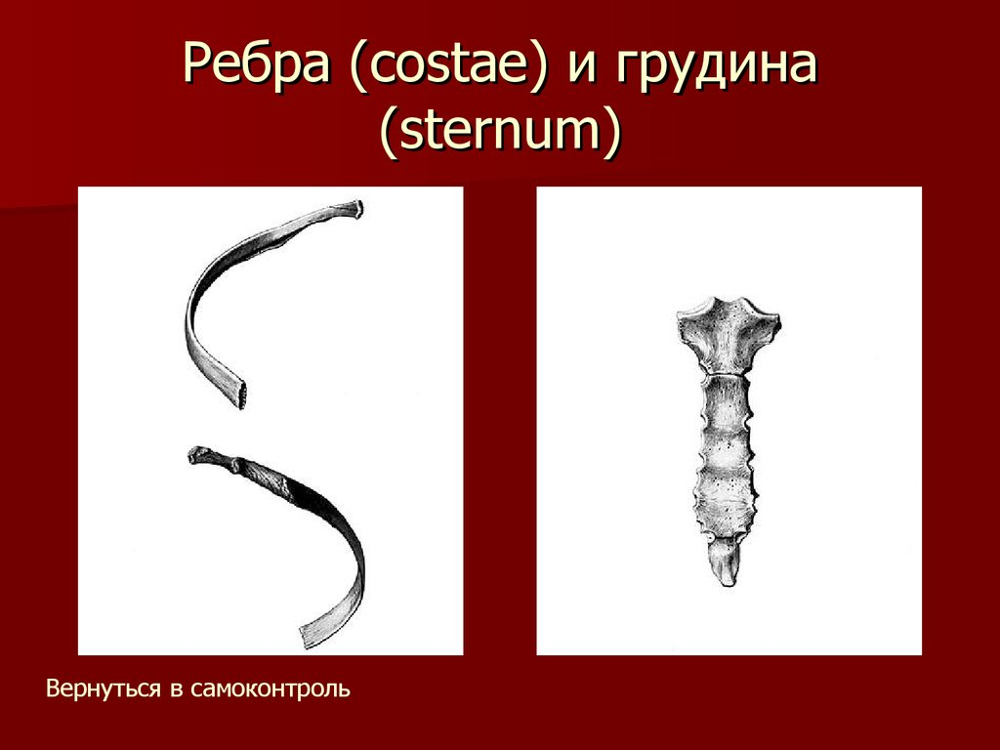 Ребра (costae) и грудина
(sternum)
Вернуться в самоконтроль